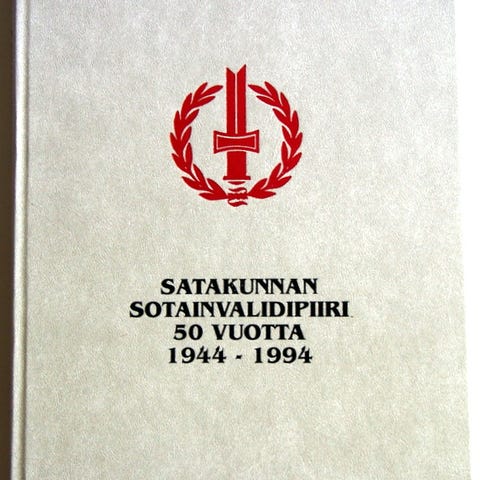 SATAKUNNAN
SOTAINVALIDIPIIRI
50 VUOTTA
1944 - 1994